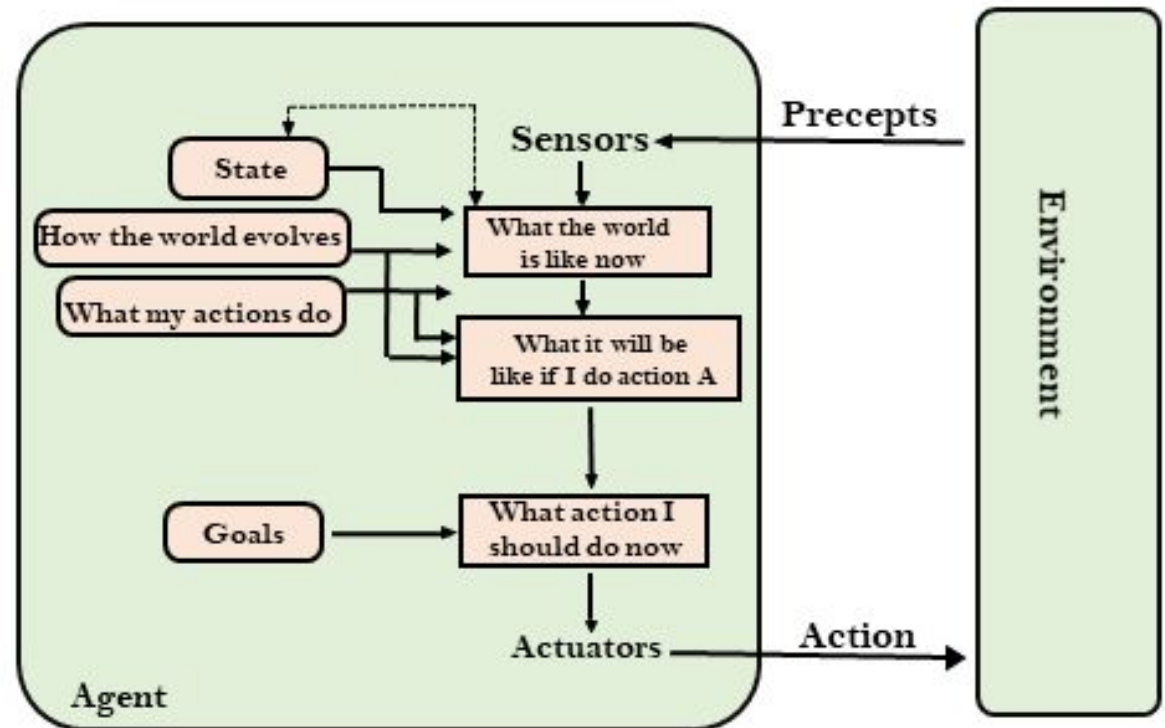 Precepts
Sensors
State
What the world
is like now
How the world evolves
What my actions do
What it will be
like if I do action A
Environment
Goals
What action I
should do now
Actuators
Action
Agent